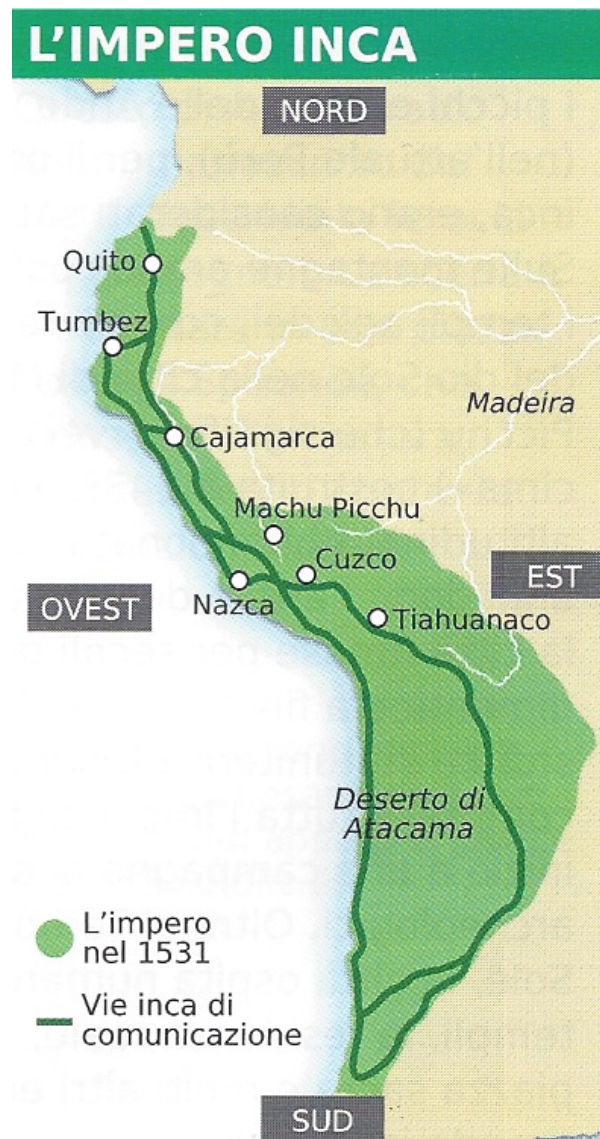 L'IMPERO INCA
NORD
Quito
Tumbez
Madeira
Cajamarca
Machu Picchu
Cuzco
EST
OVEST
Nazca
Tiahuanaco
Deserto di
Atacama
L'impero
nel 1531
Vie inca di
comunicazione
SUD